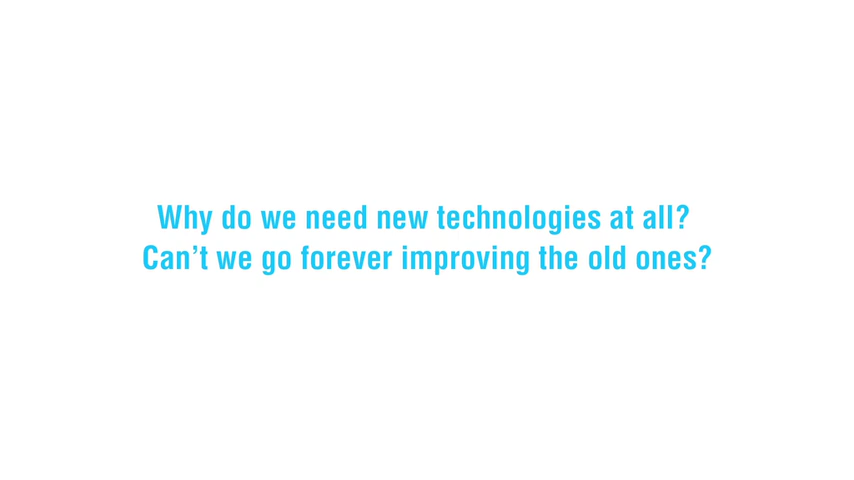 Why do we need new technologies at all?
Can’t we go forever improving the old ones?